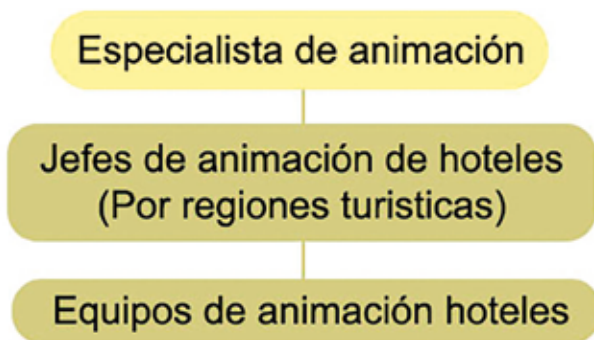 Especialista de animación
Jefes de animación de hoteles
(Por regiones turisticas)
Equipos de animación hoteles